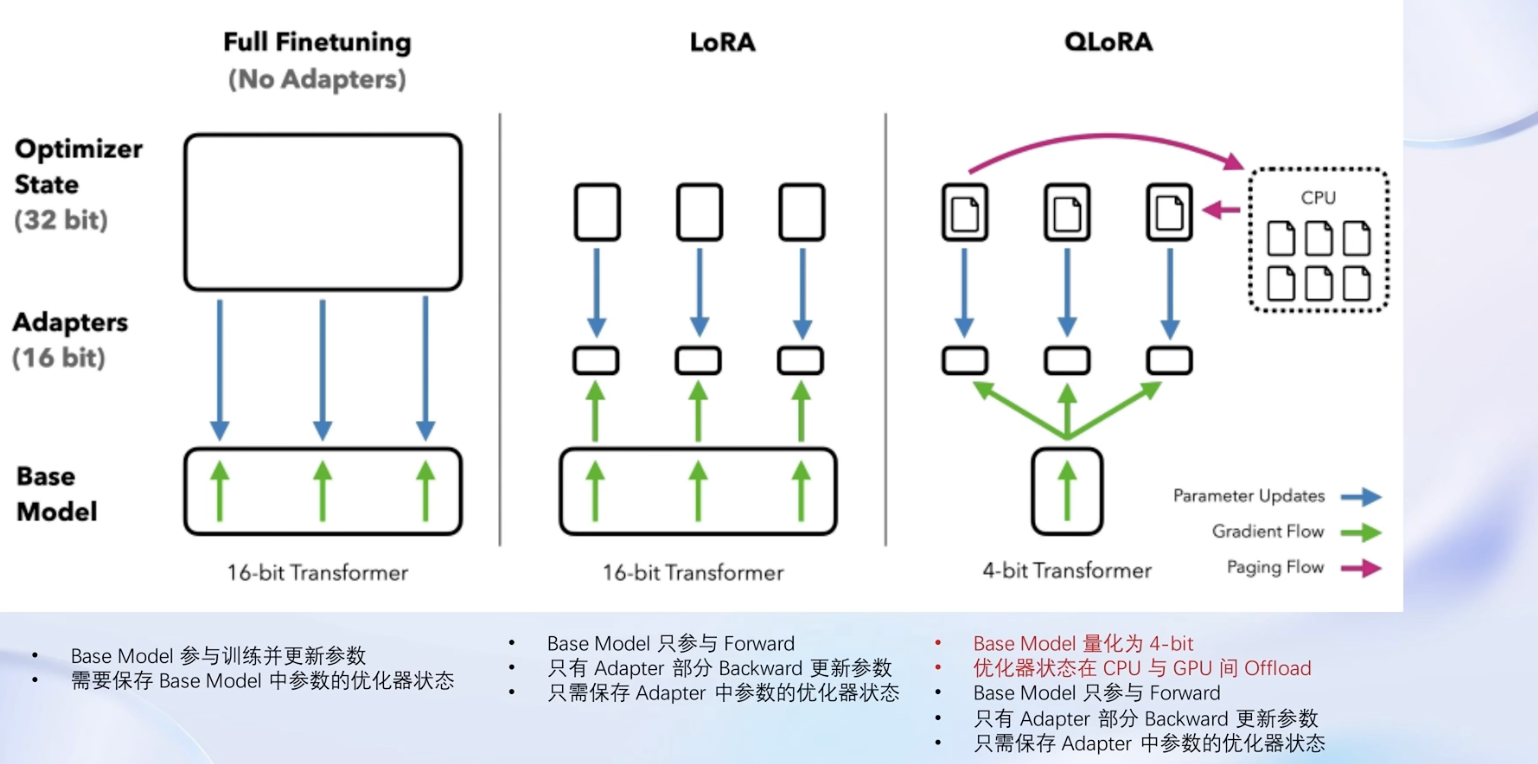 Full Finetuning
(No Adapters)
LoRA
QLoRA
Optimizer
State
(32 bit)
CPU
Adapters
(16 bit)
Base
Model
Parameter Updates
Gradient Flow
Paging Flow
16-bit Transformer
16-bit Transformer
4-bit Transformer
• Base Model 参与训练并更新参数
• 需要保存 Base Model 中参数的优化器状态
• Base Model 只参与 Forward
• 只有 Adapter 部分 Backward 更新参数
• 只需保存 Adapter 中参数的优化器状态
• Base Model 量化为 4-bit
• 优化器状态在 CPU 与 GPU 间 Offload
• Base Model 只参与 Forward
• 只有 Adapter 部分 Backward 更新参数
• 只需保存 Adapter 中参数的优化器状态